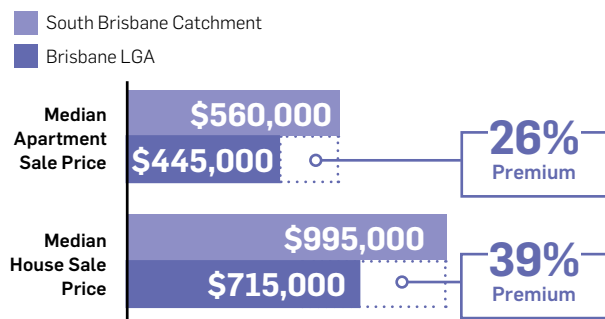 South Brisbane Catchment
Brisbane LGA
Median
Apartment
Sale Price
$560,000
$445,000
26%
Premium
Median
House Sale
Price
$995,000
$715,000
39%
Premium